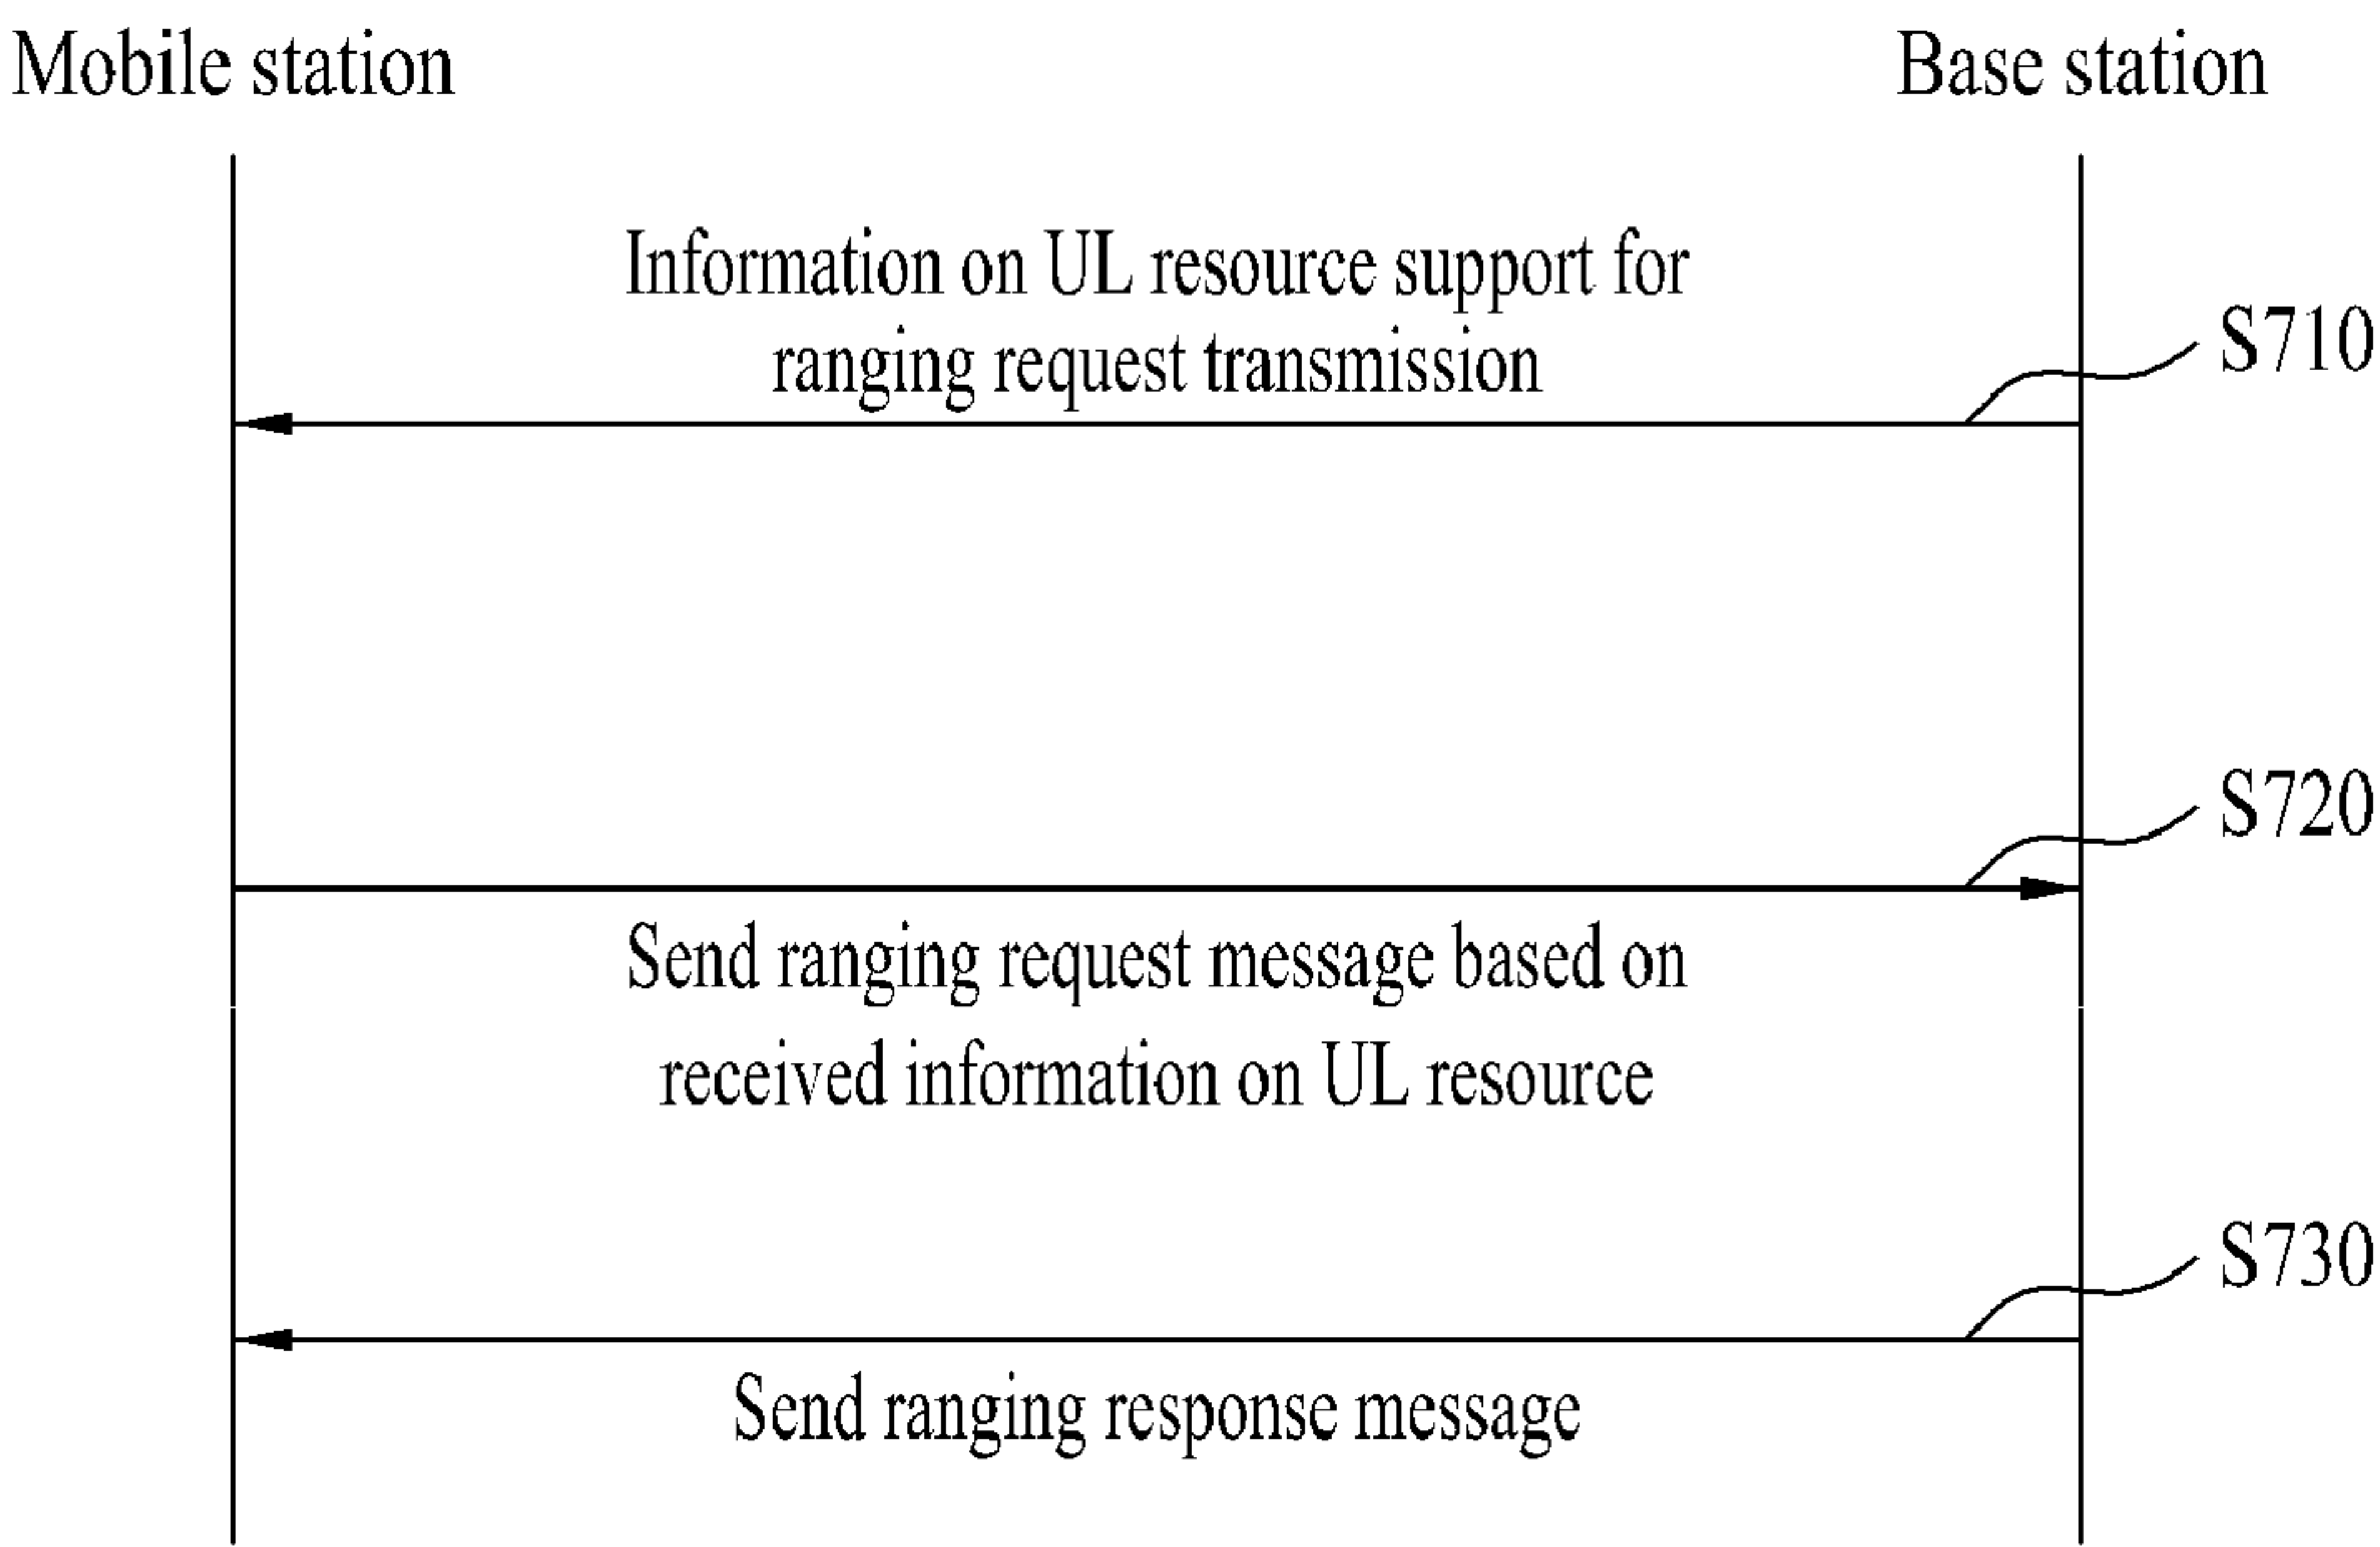 Mobile station
Base station
Information on UL resource support for
ranging request transmission
S710
S720
Send ranging request message based on
received information on UL resource
S730
Send ranging response message